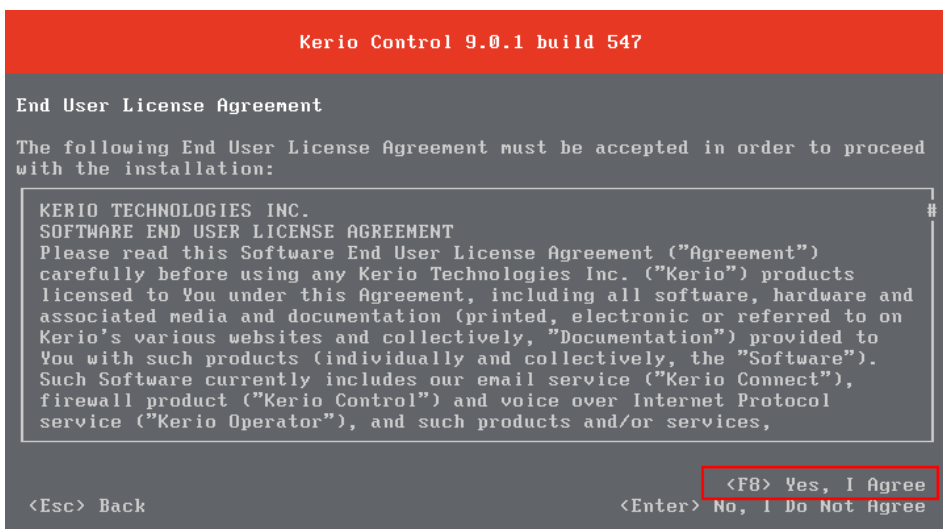 Kerio Control 9.0.1 build 547
End User License Agreement
The following End User License Agreement must be accepted in order to proceed
with the installation:
KERIO TECHNOLOGIES INC.
#
SOFTWARE END USER LICENSE AGREEMENT
Please read this Software End User License Agreement ("Agreement")
carefully before using any Kerio Technologies Inc. ("Kerio") products
licensed to You under this Agreement, including all software, hardware and
associated media and documentation (printed, electronic or referred to on
Kerio's various websites and collectively, "Documentation") provided to
You with such products (individually and collectively, the "Software").
Such Software currently includes our email service ("Kerio Connect"),
firewall product ("Kerio Control") and voice over Internet Protocol
service ("Kerio Operator"), and such products and/or services,
<F8> Yes, I Agree
<Esc> Back
<Enter> No, I Do Not Agree